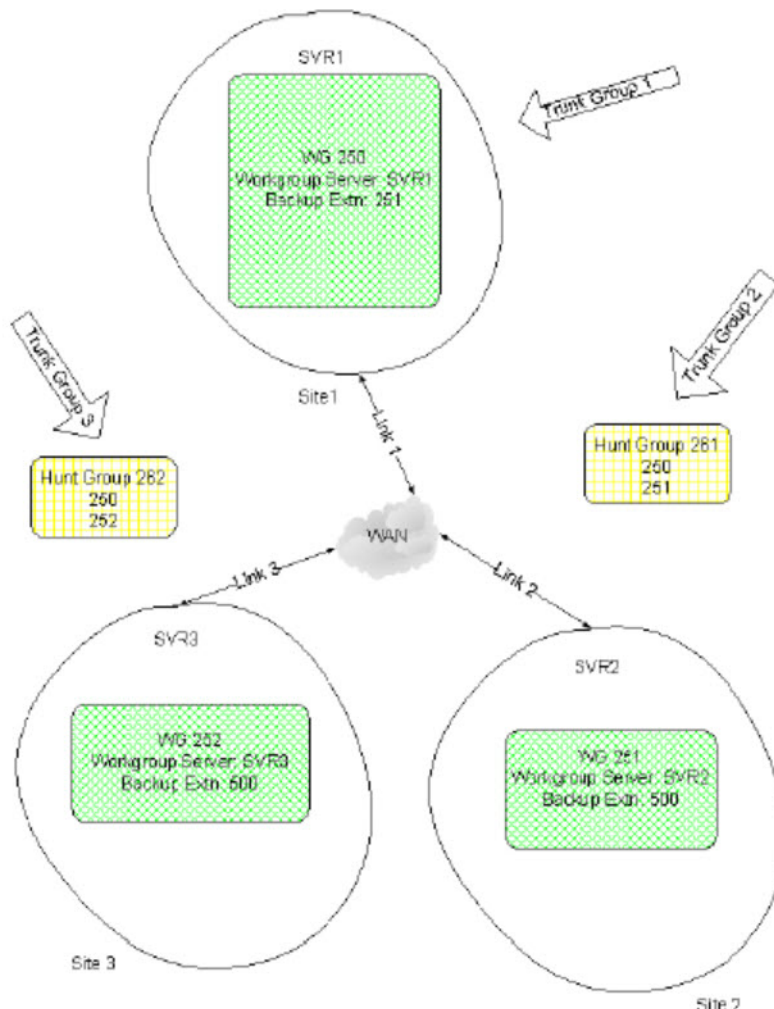 SVR1
Trunk Group 1
WG 250
Workgroup Server: SVR1
Backup Extn: 251
Trunk Group 3
Trunk Group 2
Site1
Link 1
Hunt Group 262
250
252
Hunt Group 261
250
251
WAN
Link 3
Link 2
SVR3
SVR2
WG 252
Workgroup Server: SVR3
Backup Extn: 500
WG 251
Workgroup Server: SVR2
Backup Extn: 500
Site 3
Site 2